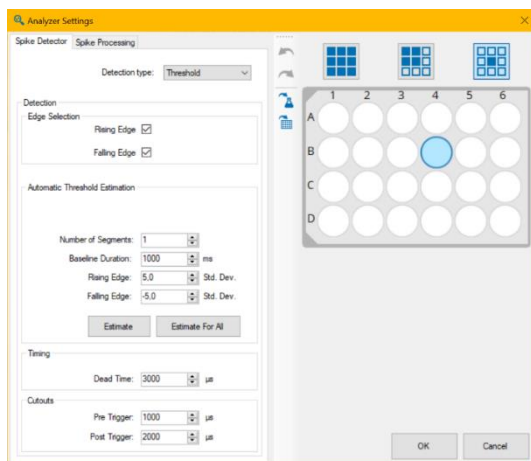 Analyzer Settings
Spike Detector Spike Processing
Detection type: Threshold
Detection
Edge Selection
Rising Edge
Falling Edge
Automatic Threshold Estimation
Number of Segments: 1
Baseline Duration: 1000 ms
Rising Edge: 5,0 Std. Dev.
Falling Edge: -5,0 Std. Dev.
Estimate Estimate For All
Timing
Dead Time: 3000 µs
Cutouts
Pre Trigger: 1000 µs
Post Trigger: 2000 µs
1 2 3 4 5 6
A
B
C
D
OK Cancel